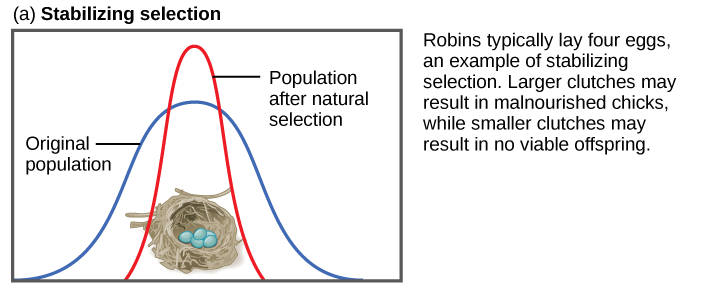 (a) Stabilizing selection
Population
after natural
selection
Original
population
Robins typically lay four eggs,
an example of stabilizing
selection. Larger clutches may
result in malnourished chicks,
while smaller clutches may
result in no viable offspring.